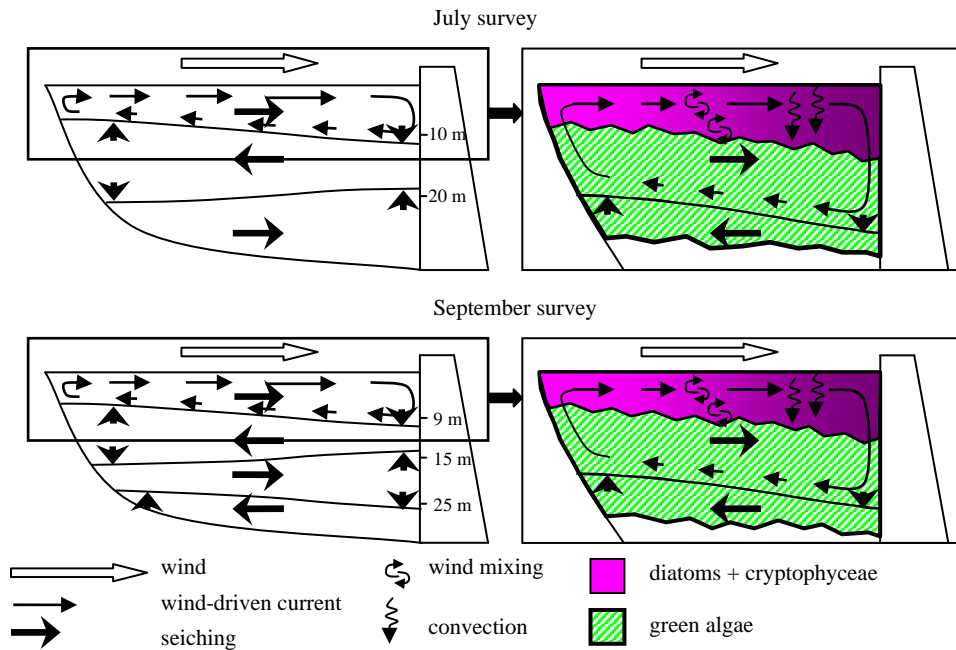 July survey
10 m
20 m
September survey
9 m
15 m
25 m
wind
wind mixing
diatoms + cryptophyceae
wind-driven current
seiching
convection
green algae